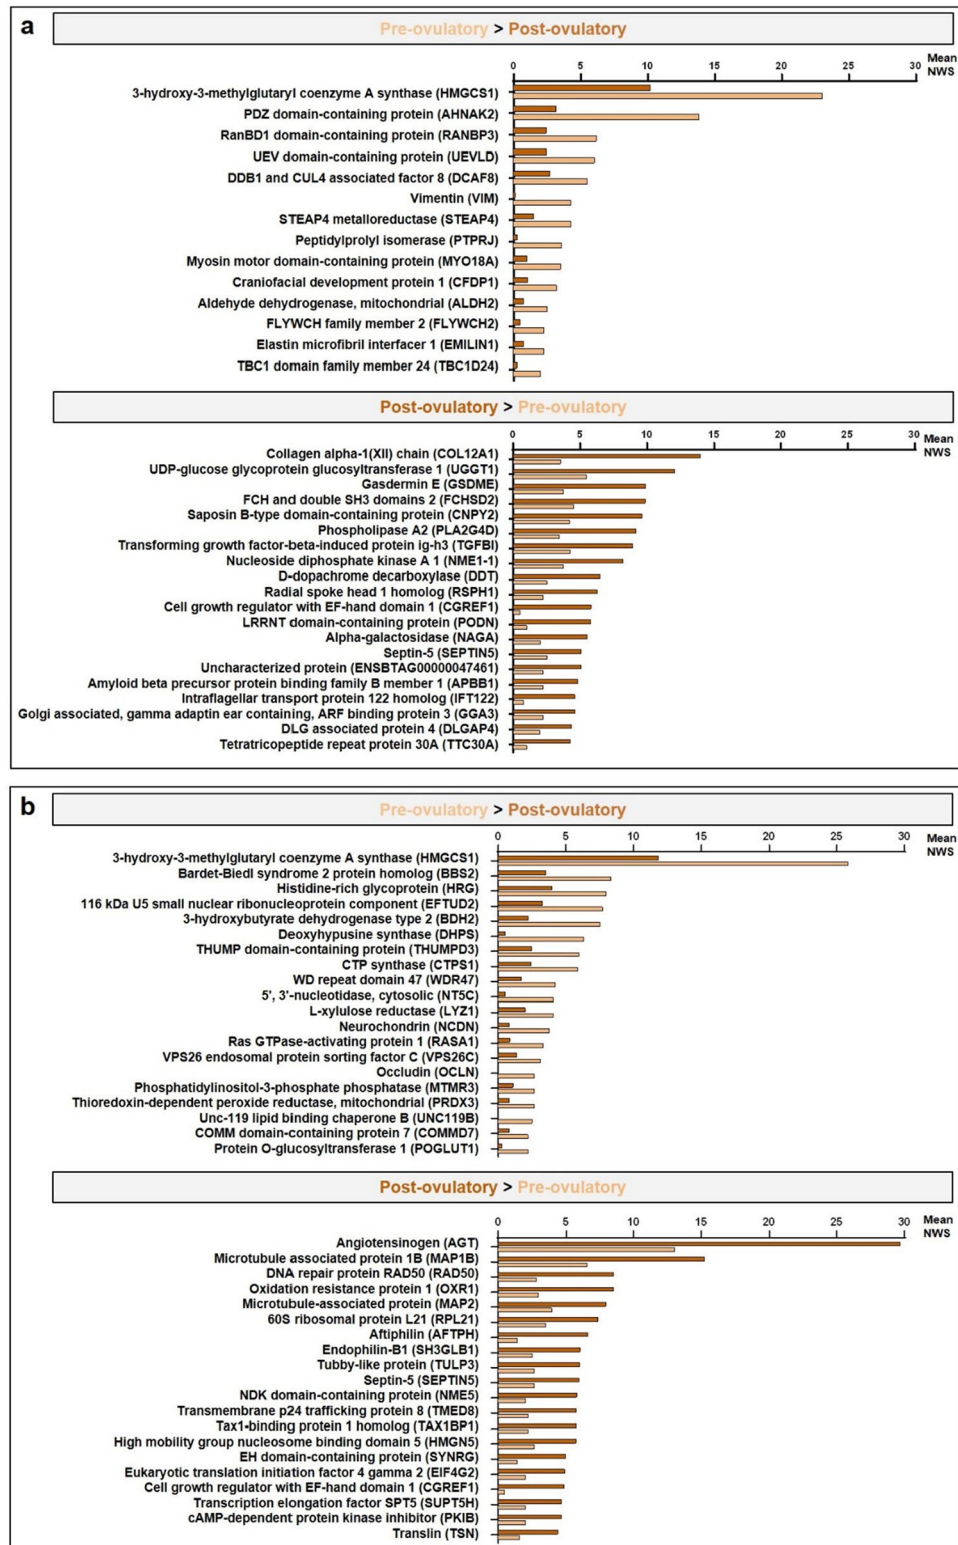 a
Pre-ovulatory > Post-ovulatory
0 5 10 15 20 25 30 Mean
NWS
3-hydroxy-3-methylglutaryl coenzyme A synthase (HMGCS1)
PDZ domain-containing protein (AHNAK2)
RanBD1 domain-containing protein (RANBP3)
UEV domain-containing protein (UEVLD)
DDB1 and CUL4 associated factor 8 (DCAF8)
Vimentin (VIM)
STEAP4 metalloreductase (STEAP4)
Peptidylprolyl isomerase (PTPRJ)
Myosin motor domain-containing protein (MYO18A)
Craniofacial development protein 1 (CFDP1)
Aldehyde dehydrogenase, mitochondrial (ALDH2)
FLYWCH family member 2 (FLYWCH2)
Elastin microfibril interfacer 1 (EMILIN1)
TBC1 domain family member 24 (TBC1D24)
Post-ovulatory > Pre-ovulatory
0 5 10 15 20 25 30 Mean
NWS
Collagen alpha-1(XII) chain (COL12A1)
UDP-glucose glycoprotein glucosyltransferase 1 (UGGT1)
Gasdermin E (GSDME)
FCH and double SH3 domains 2 (FCHSD2)
Saposin B-type domain-containing protein (CNPY2)
Phospholipase A2 (PLA2G4D)
Transforming growth factor-beta-induced protein ig-h3 (TGFBI)
Nucleoside diphosphate kinase A 1 (NME1-1)
D-dopachrome decarboxylase (DDT)
Radial spoke head 1 homolog (RSPH1)
Cell growth regulator with EF-hand domain 1 (CGREF1)
LRRNT domain-containing protein (PODN)
Alpha-galactosidase (NAGA)
Septin-5 (SEPTIN5)
Uncharacterized protein (ENSBTAG00000047461)
Amyloid beta precursor protein binding family B member 1 (APBB1)
Intraflagellar transport protein 122 homolog (IFT122)
Golgi associated, gamma adaptin ear containing, ARF binding protein 3 (GGA3)
DLG associated protein 4 (DLGAP4)
Tetratricopeptide repeat protein 30A (TTC30A)
b
Pre-ovulatory > Post-ovulatory
0 5 10 15 20 25 30 Mean
NWS
3-hydroxy-3-methylglutaryl coenzyme A synthase (HMGCS1)
Bardet-Biedl syndrome 2 protein homolog (BBS2)
Histidine-rich glycoprotein (HRG)
116 kDa U5 small nuclear ribonucleoprotein component (EFTUD2)
3-hydroxybutyrate dehydrogenase type 2 (BDH2)
Deoxyhypusine synthase (DHPS)
THUMP domain-containing protein (THUMPD3)
CTP synthase (CTPS1)
WD repeat domain 47 (WDR47)
5', 3'-nucleotidase, cytosolic (NT5C)
L-xylulose reductase (LYZ1)
Neurochondrin (NCDN)
Ras GTPase-activating protein 1 (RASA1)
VPS26 endosomal protein sorting factor C (VPS26C)
Occludin (OCLN)
Phosphatidylinositol-3-phosphate phosphatase (MTMR3)
Thioredoxin-dependent peroxide reductase, mitochondrial (PRDX3)
Unc-119 lipid binding chaperone B (UNC119B)
COMM domain-containing protein 7 (COMMD7)
Protein O-glucosyltransferase 1 (POGLUT1)
Post-ovulatory > Pre-ovulatory
0 5 10 15 20 25 30 Mean
NWS
Angiotensinogen (AGT)
Microtubule associated protein 1B (MAP1B)
DNA repair protein RAD50 (RAD50)
Oxidation resistance protein 1 (OXR1)
Microtubule-associated protein (MAP2)
60S ribosomal protein L21 (RPL21)
Aftiphilin (AFTPH)
Endophilin-B1 (SH3GLB1)
Tubby-like protein (TULP3)
Septin-5 (SEPTIN5)
NDK domain-containing protein (NME5)
Transmembrane p24 trafficking protein 8 (TMED8)
Tax1-binding protein 1 homolog (TAX1BP1)
High mobility group nucleosome binding domain 5 (HMGN5)
EH domain-containing protein (SYNRG)
Eukaryotic translation initiation factor 4 gamma 2 (EIF4G2)
Cell growth regulator with EF-hand domain 1 (CGREF1)
Transcription elongation factor SPT5 (SUPT5H)
cAMP-dependent protein kinase inhibitor (PKIB)
Translin (TSN)